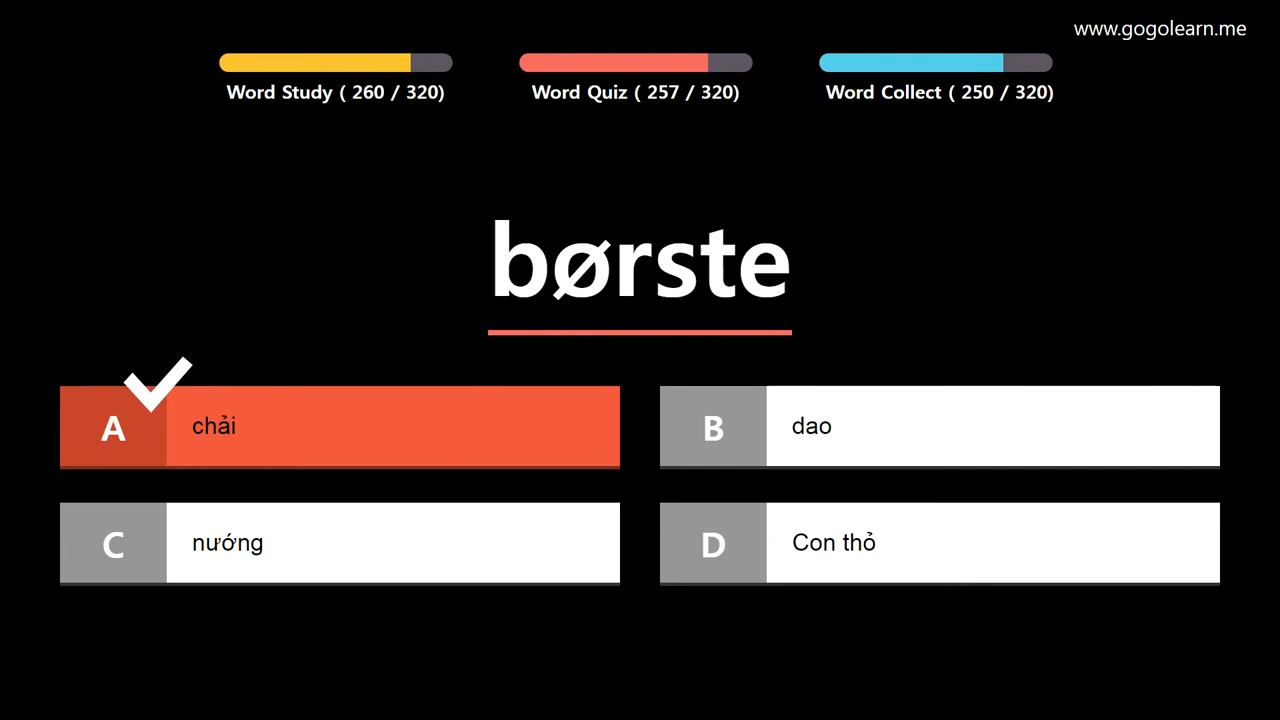 www.gogolearn.me
Word Study ( 260 / 320)
Word Quiz ( 257 / 320)
Word Collect ( 250 / 320)
børste
A chải
B dao
C nướng
D Con thỏ